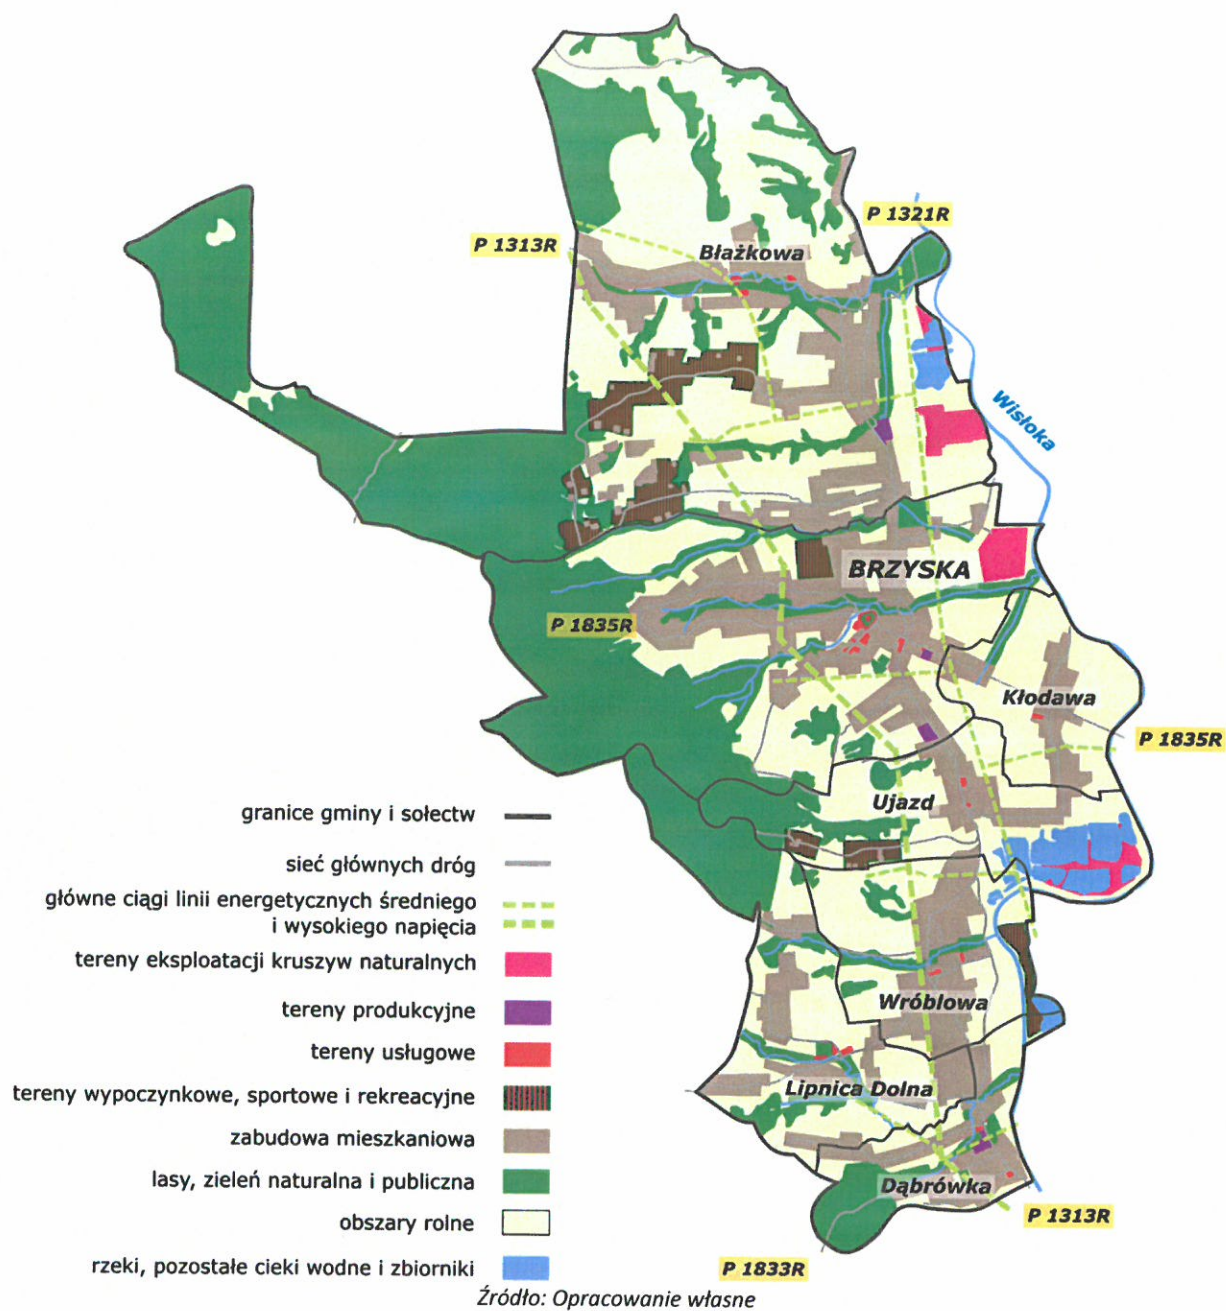 P 1321R
P 1313R
Błażkowa
Wisłoka
BRZYSKA
P 1835R
Kłodawa
P 1835R
Ujazd
granice gminy i sołectw
sieć głównych dróg
główne ciągi linii energetycznych średniego
i wysokiego napięcia
tereny eksploatacji kruszyw naturalnych
tereny produkcyjne
tereny usługowe
tereny wypoczynkowe, sportowe i rekreacyjne
zabudowa mieszkaniowa
lasy, zieleń naturalna i publiczna
obszary rolne
rzeki, pozostałe cieki wodne i zbiorniki
Wróblowa
Lipnica Dolna
Dąbrówka
P 1313R
P 1833R
Źródło: Opracowanie własne